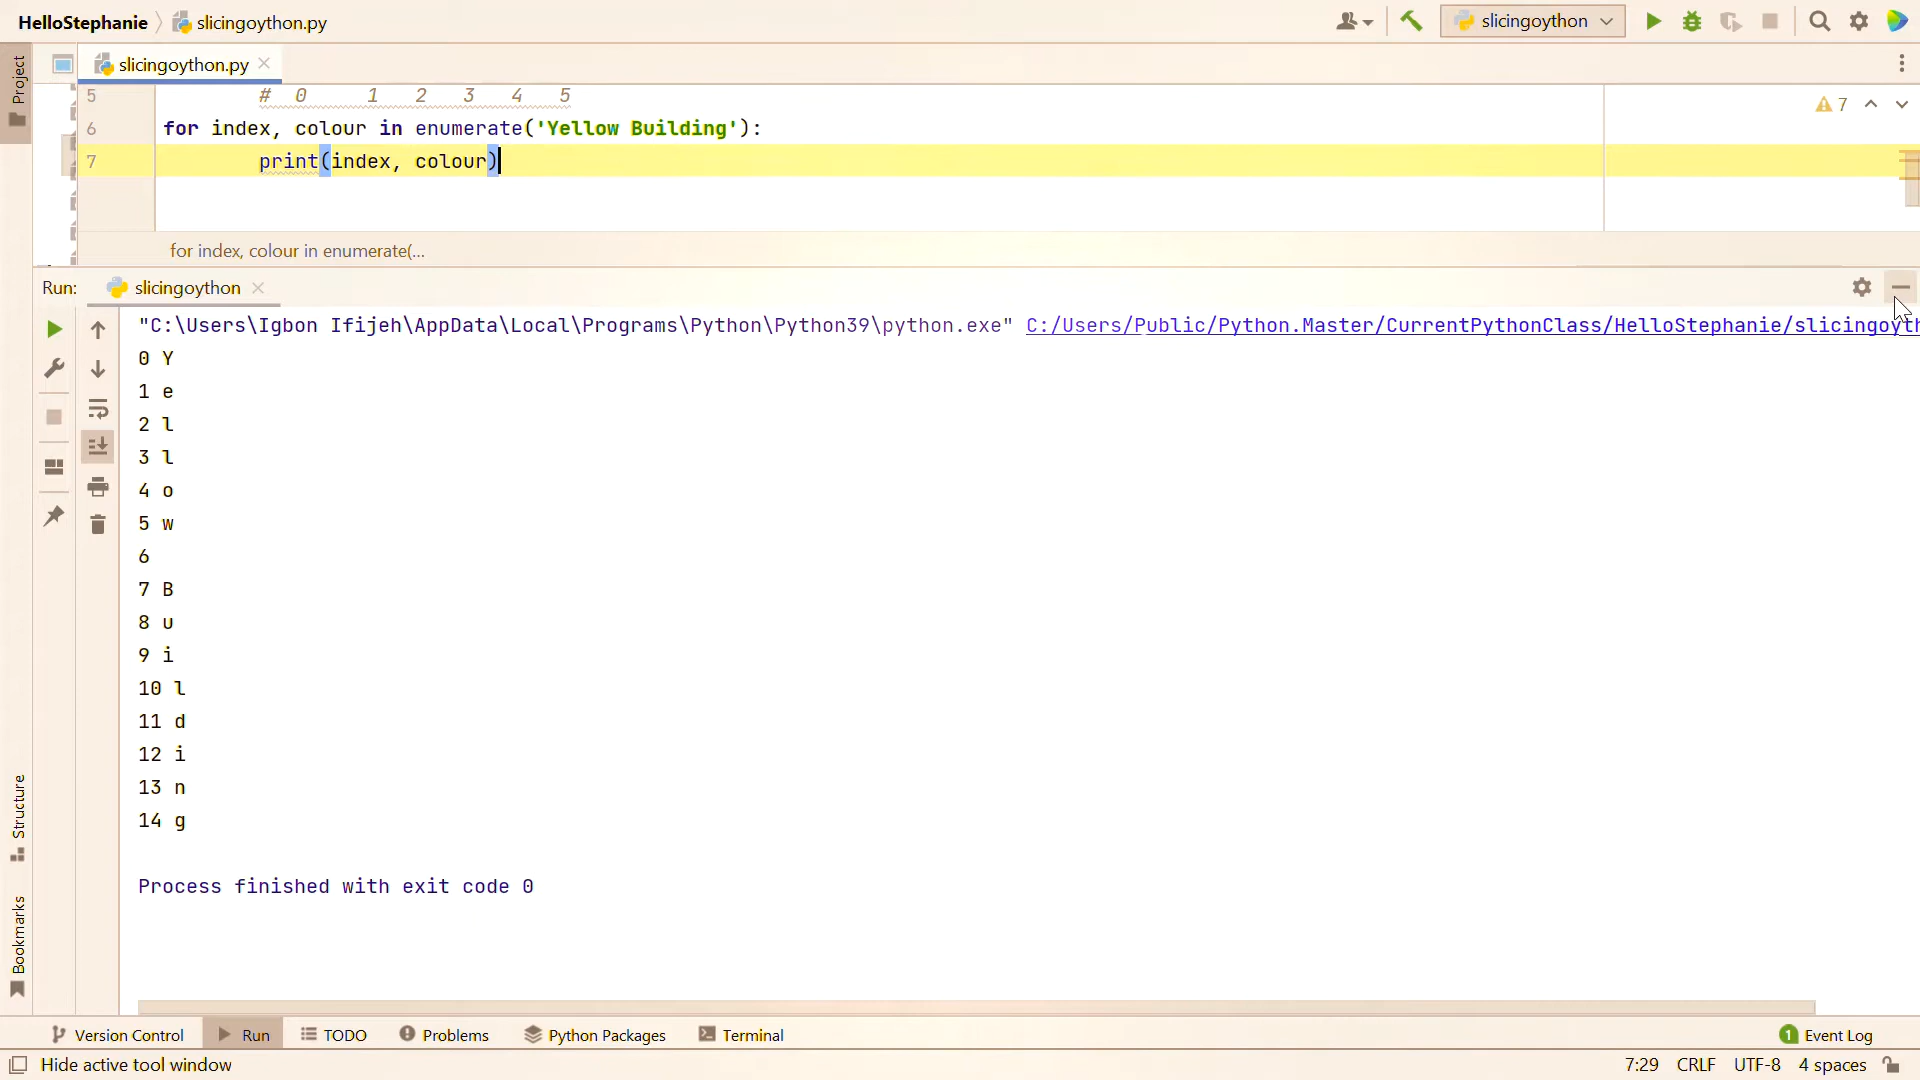 HelloStephanie slicingoython.py slicingoython
Project
slicingoython.py
5 # 0 1 2 3 4 5
7
6 for index, colour in enumerate('Yellow Building'):
7 print(index, colour)
for index, colour in enumerate(...
Run: slicingoython
"C:\Users\Igbon Ifijeh\AppData\Local\Programs\Python\Python39\python.exe" C:/Users/Public/Python.Master/CurrentPythonClass/HelloStephanie/slicingoyth
0 Y
1 e
2 l
3 l
4 o
5 w
6
7 B
8 u
9 i
10 l
11 d
12 i
13 n
14 g
Process finished with exit code 0
Structure
Bookmarks
Version Control Run TODO Problems Python Packages Terminal 1 Event Log
Hide active tool window 7:29 CRLF UTF-8 4 spaces